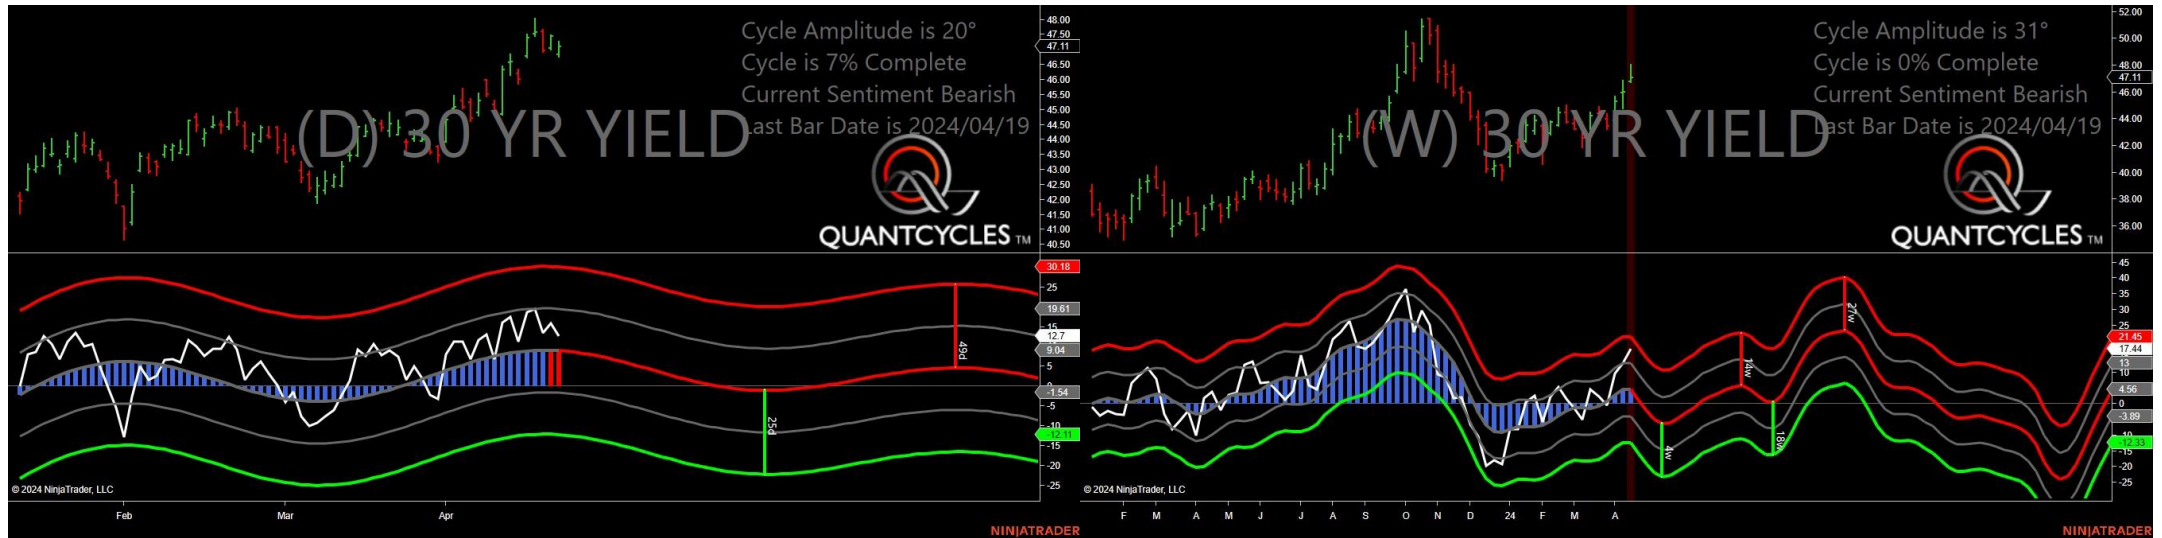 Cycle Amplitude is 20°
Cycle is 7% Complete
Current Sentiment Bearish
Last Bar Date is 2024/04/19
(D) 30 YR YIELD
QUANTCYCLES TM
48.00
47.50
47.11
46.50
46.00
45.50
45.00
44.50
44.00
43.50
43.00
42.50
42.00
41.50
41.00
40.50
30.18
25
19.61
15
12.7
9.04
5
-1.54
-5
-10
-12.11
-15
-20
-25
49d
25d
© 2024 NinjaTrader, LLC
Feb
Mar
Apr
NINJATRADER
Cycle Amplitude is 31°
Cycle is 0% Complete
Current Sentiment Bearish
Last Bar Date is 2024/04/19
(W) 30 YR YIELD
QUANTCYCLES TM
52.00
50.00
48.00
47.11
46.00
44.00
42.00
40.00
38.00
36.00
45
40
35
30
25
21.45
17.44
13
10
4.56
0
-3.89
-10
-12.33
-15
-20
-25
27w
14w
18w
4w
© 2024 NinjaTrader, LLC
F
M
A
M
J
J
A
S
O
N
D
24
F
M
A
NINJATRADER